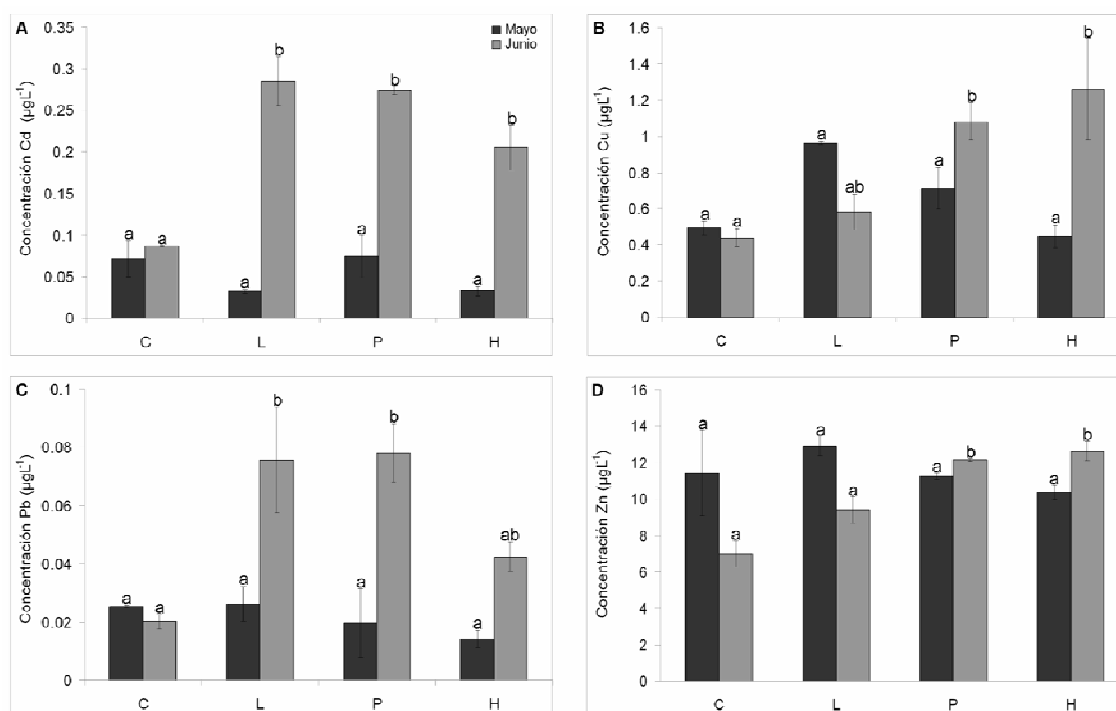 A
Mayo
Junio
Concentración Cd (µgL⁻¹)
0.35
0.3
0.25
0.2
0.15
0.1
0.05
0
a a a b a b a b
C L P H
B
Concentración Cu (µgL⁻¹)
1.6
1.4
1.2
1
0.8
0.6
0.4
0.2
0
a a a ab a b a b
C L P H
C
Concentración Pb (µgL⁻¹)
0.1
0.08
0.06
0.04
0.02
0
a a a b a b a ab
C L P H
D
Concentración Zn (µgL⁻¹)
16
14
12
10
8
6
4
2
0
a a a a a b a b
C L P H